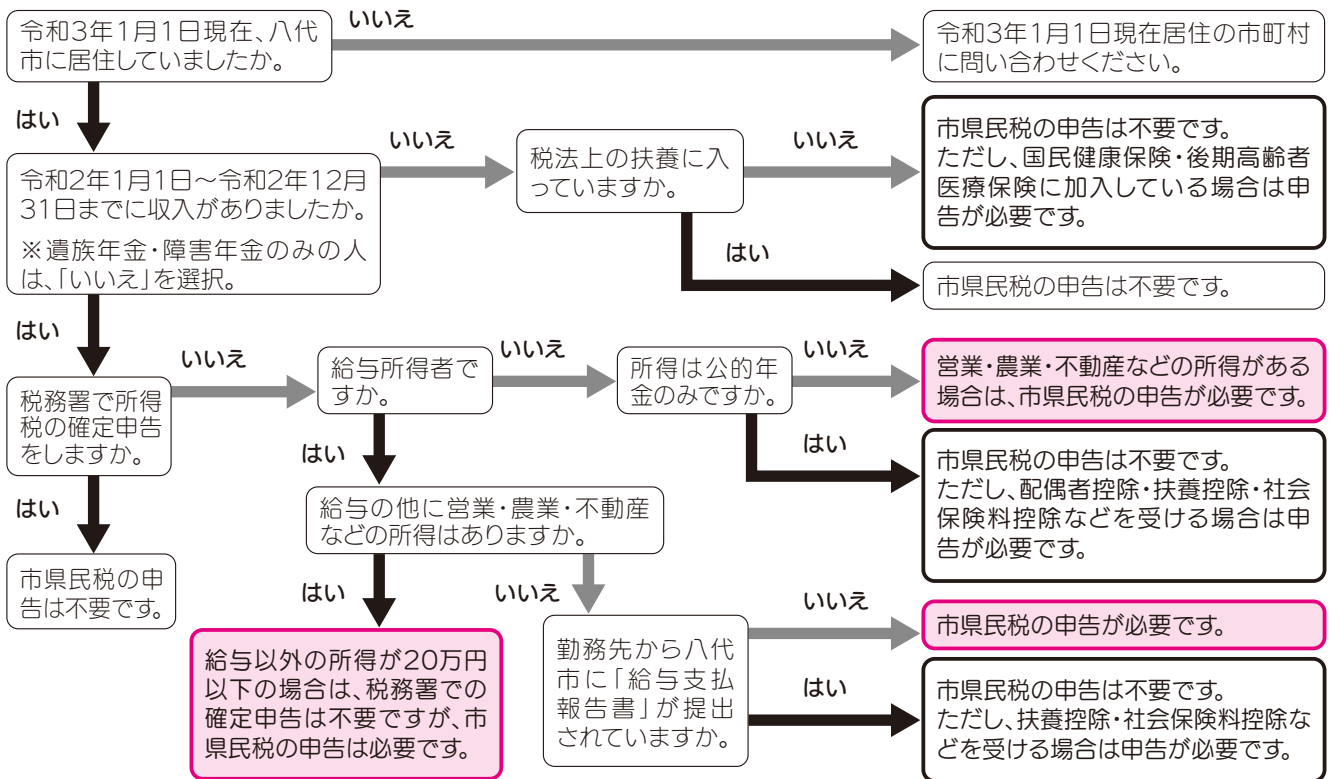 令和3年1月1日現在、八代
市に居住していましたか。
いいえ
令和3年1月1日現在居住の市町村
に問い合わせください。
はい
令和2年1月1日～令和2年12月
31日までに収入がありましたか。
※遺族年金・障害年金のみの人
は、「いいえ」を選択。
いいえ
税法上の扶養に入
っていますか。
いいえ
市県民税の申告は不要です。
ただし、国民健康保険・後期高齢者
医療保険に加入している場合は申
告が必要です。
はい
市県民税の申告は不要です。
はい
税務署で所得
税の確定申告
をしますか。
いいえ
給与所得者で
すか。
いいえ
所得は公的年
金のみですか。
いいえ
営業・農業・不動産などの所得がある
場合は、市県民税の申告が必要です。
はい
市県民税の申告は不要です。
ただし、配偶者控除・扶養控除・社会
保険料控除などを受ける場合は申
告が必要です。
はい
市県民税の申
告は不要です。
はい
給与の他に営業・農業・不動産
などの所得はありますか。
はい
給与以外の所得が20万円
以下の場合は、税務署での
確定申告は不要ですが、市
県民税の申告は必要です。
いいえ
勤務先から八代
市に「給与支払
報告書」が提出
されていますか。
いいえ
市県民税の申告が必要です。
はい
市県民税の申告は不要です。
ただし、扶養控除・社会保険料控除な
どを受ける場合は申告が必要です。